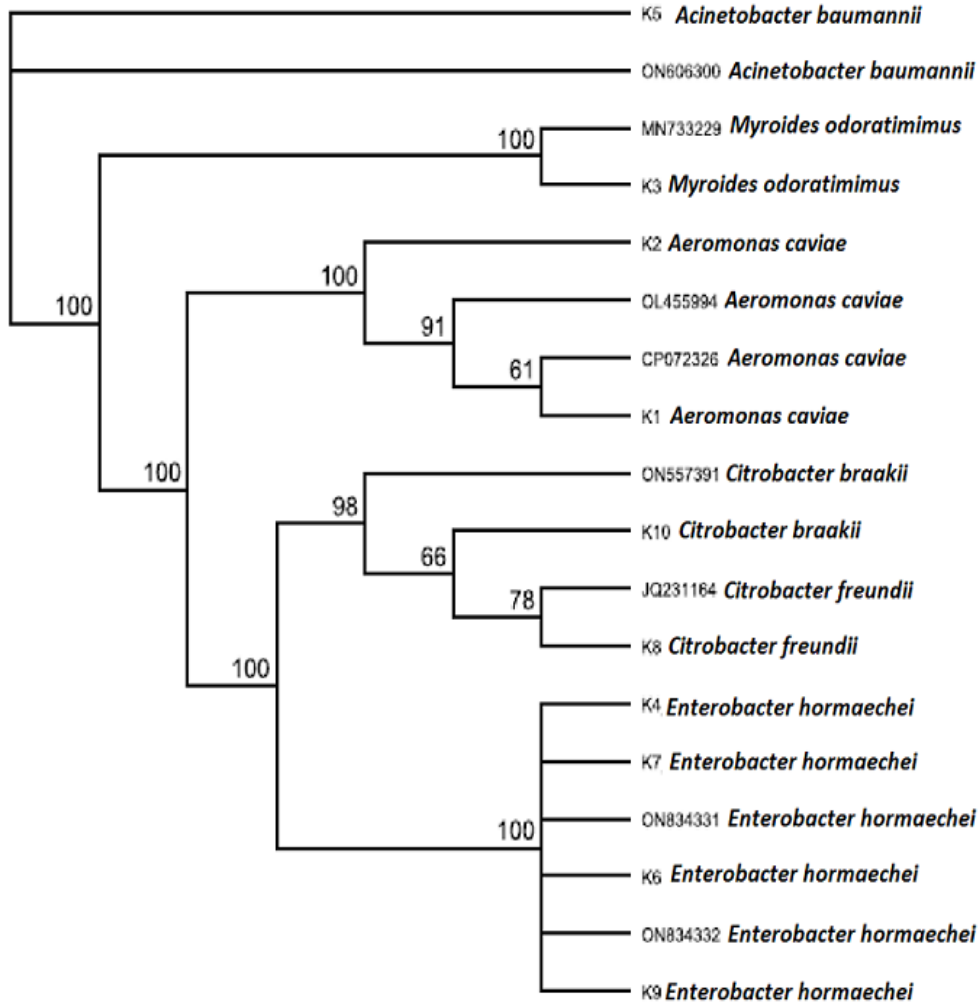 K5 Acinetobacter baumannii
ON606300 Acinetobacter baumannii
MN733229 Myroides odoratimimus
100
K3 Myroides odoratimimus
K2 Aeromonas caviae
100
OL455994 Aeromonas caviae
100
91
CP072326 Aeromonas caviae
61
K1 Aeromonas caviae
100
ON557391 Citrobacter braakii
98
K10 Citrobacter braakii
66
JQ231164 Citrobacter freundii
78
K8 Citrobacter freundii
100
K4 Enterobacter hormaechei
K7 Enterobacter hormaechei
ON834331 Enterobacter hormaechei
100
K6 Enterobacter hormaechei
ON834332 Enterobacter hormaechei
K9 Enterobacter hormaechei